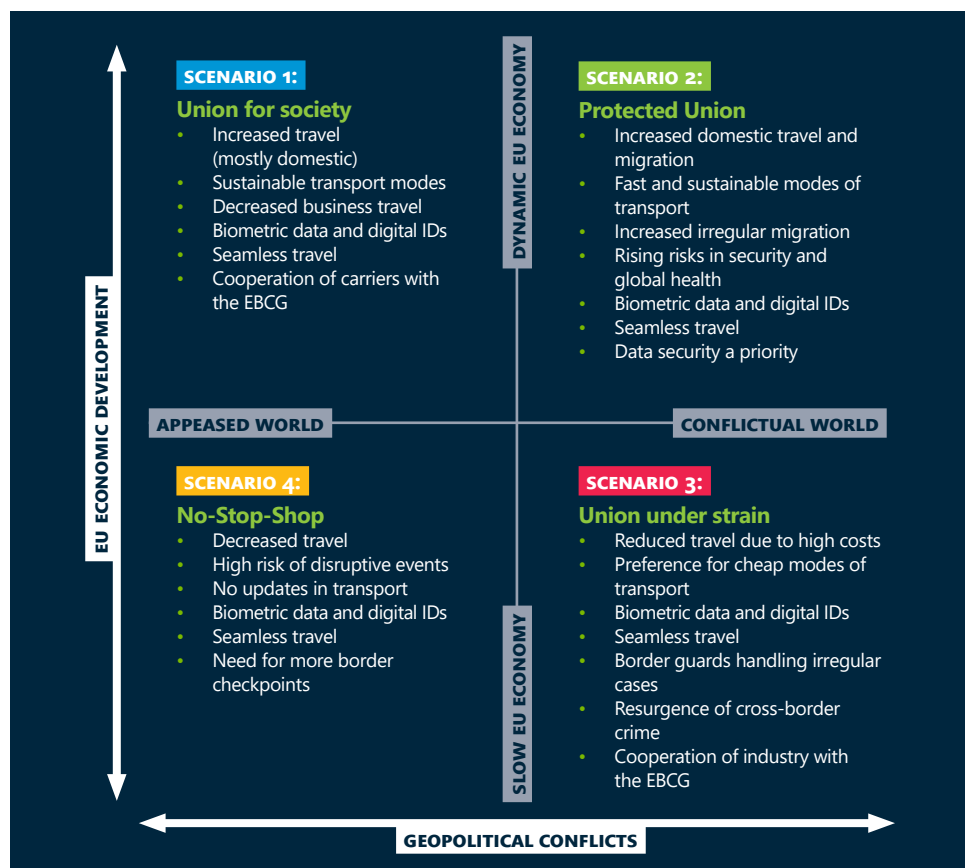 SCENARIO 1:
Union for society
• Increased travel
(mostly domestic)
• Sustainable transport modes
• Decreased business travel
• Biometric data and digital IDs
• Seamless travel
• Cooperation of carriers with
the EBCG
DYNAMIC EU ECONOMY
SCENARIO 2:
Protected Union
• Increased domestic travel and
migration
• Fast and sustainable modes of
transport
• Increased irregular migration
• Rising risks in security and
global health
• Biometric data and digital IDs
• Seamless travel
• Data security a priority
EU ECONOMIC DEVELOPMENT
APPEASED WORLD
CONFLICTUAL WORLD
SCENARIO 4:
No-Stop-Shop
• Decreased travel
• High risk of disruptive events
• No updates in transport
• Biometric data and digital IDs
• Seamless travel
• Need for more border
checkpoints
SLOW EU ECONOMY
SCENARIO 3:
Union under strain
• Reduced travel due to high costs
• Preference for cheap modes of
transport
• Biometric data and digital IDs
• Seamless travel
• Border guards handling irregular
cases
• Resurgence of cross-border
crime
• Cooperation of industry with
the EBCG
GEOPOLITICAL CONFLICTS